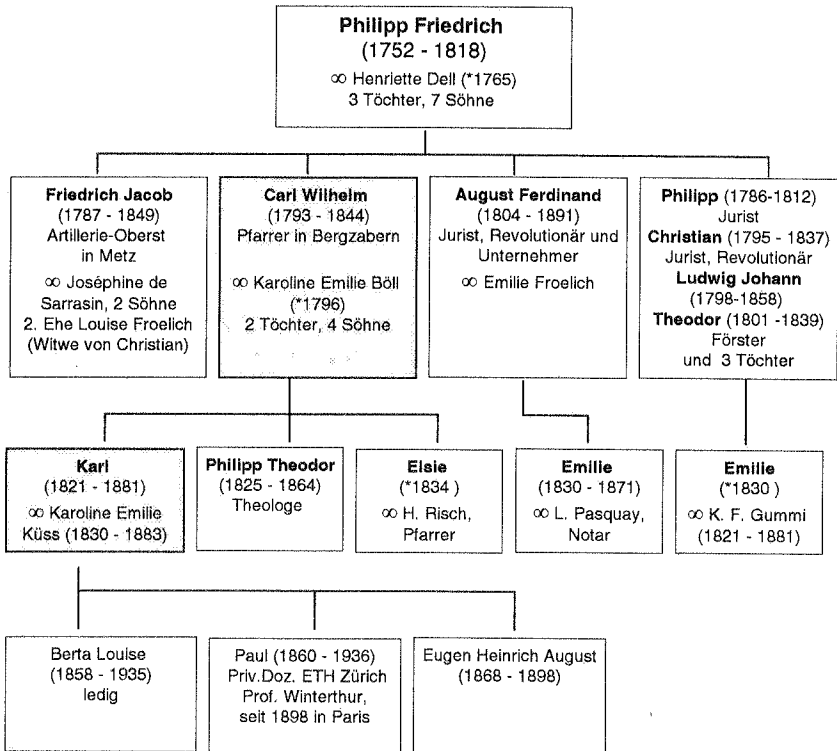 Philipp Friedrich
(1752 - 1818)
∞ Henriette Dell (*1765)
3 Töchter, 7 Söhne
Friedrich Jacob
(1787 - 1849)
Artillerie-Oberst
in Metz
∞ Joséphine de
Sarrasin, 2 Söhne
2. Ehe Louise Froelich
(Witwe von Christian)
Carl Wilhelm
(1793 - 1844)
Pfarrer in Bergzabern
∞ Karoline Emilie Böll
(*1796)
2 Töchter, 4 Söhne
August Ferdinand
(1804 - 1891)
Jurist, Revolutionär und
Unternehmer
∞ Emilie Froelich
Philipp (1786-1812)
Jurist
Christian (1795 - 1837)
Jurist, Revolutionär
Ludwig Johann
(1798-1858)
Theodor (1801 -1839)
Förster
und 3 Töchter
Karl
(1821 - 1881)
∞ Karoline Emilie
Küss (1830 - 1883)
Philipp Theodor
(1825 - 1864)
Theologe
Elsie
(*1834 )
∞ H. Risch,
Pfarrer
Emilie
(1830 - 1871)
∞ L. Pasquay,
Notar
Emilie
(*1830 )
∞ K. F. Gummi
(1821 - 1881)
Berta Louise
(1858 - 1935)
ledig
Paul (1860 - 1936)
Priv.Doz. ETH Zürich
Prof. Winterthur,
seit 1898 in Paris
Eugen Heinrich August
(1868 - 1898)